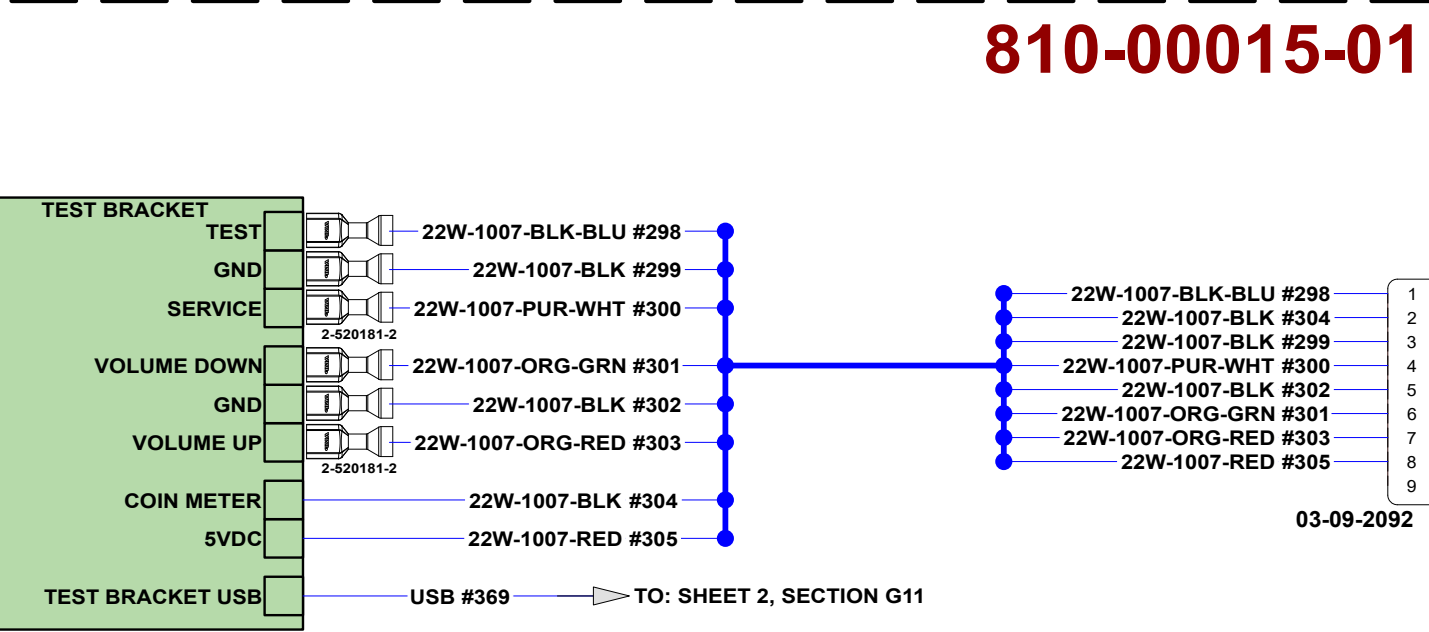 810-00015-01
TEST BRACKET
TEST 22W-1007-BLK-BLU #298
GND 22W-1007-BLK #299
SERVICE 22W-1007-PUR-WHT #300
2-520181-2
VOLUME DOWN 22W-1007-ORG-GRN #301
GND 22W-1007-BLK #302
VOLUME UP 22W-1007-ORG-RED #303
2-520181-2
COIN METER 22W-1007-BLK #304
5VDC 22W-1007-RED #305
TEST BRACKET USB USB #369 TO: SHEET 2, SECTION G11
22W-1007-BLK-BLU #298 1
22W-1007-BLK #304 2
22W-1007-BLK #299 3
22W-1007-PUR-WHT #300 4
22W-1007-BLK #302 5
22W-1007-ORG-GRN #301 6
22W-1007-ORG-RED #303 7
22W-1007-RED #305 8
9
03-09-2092